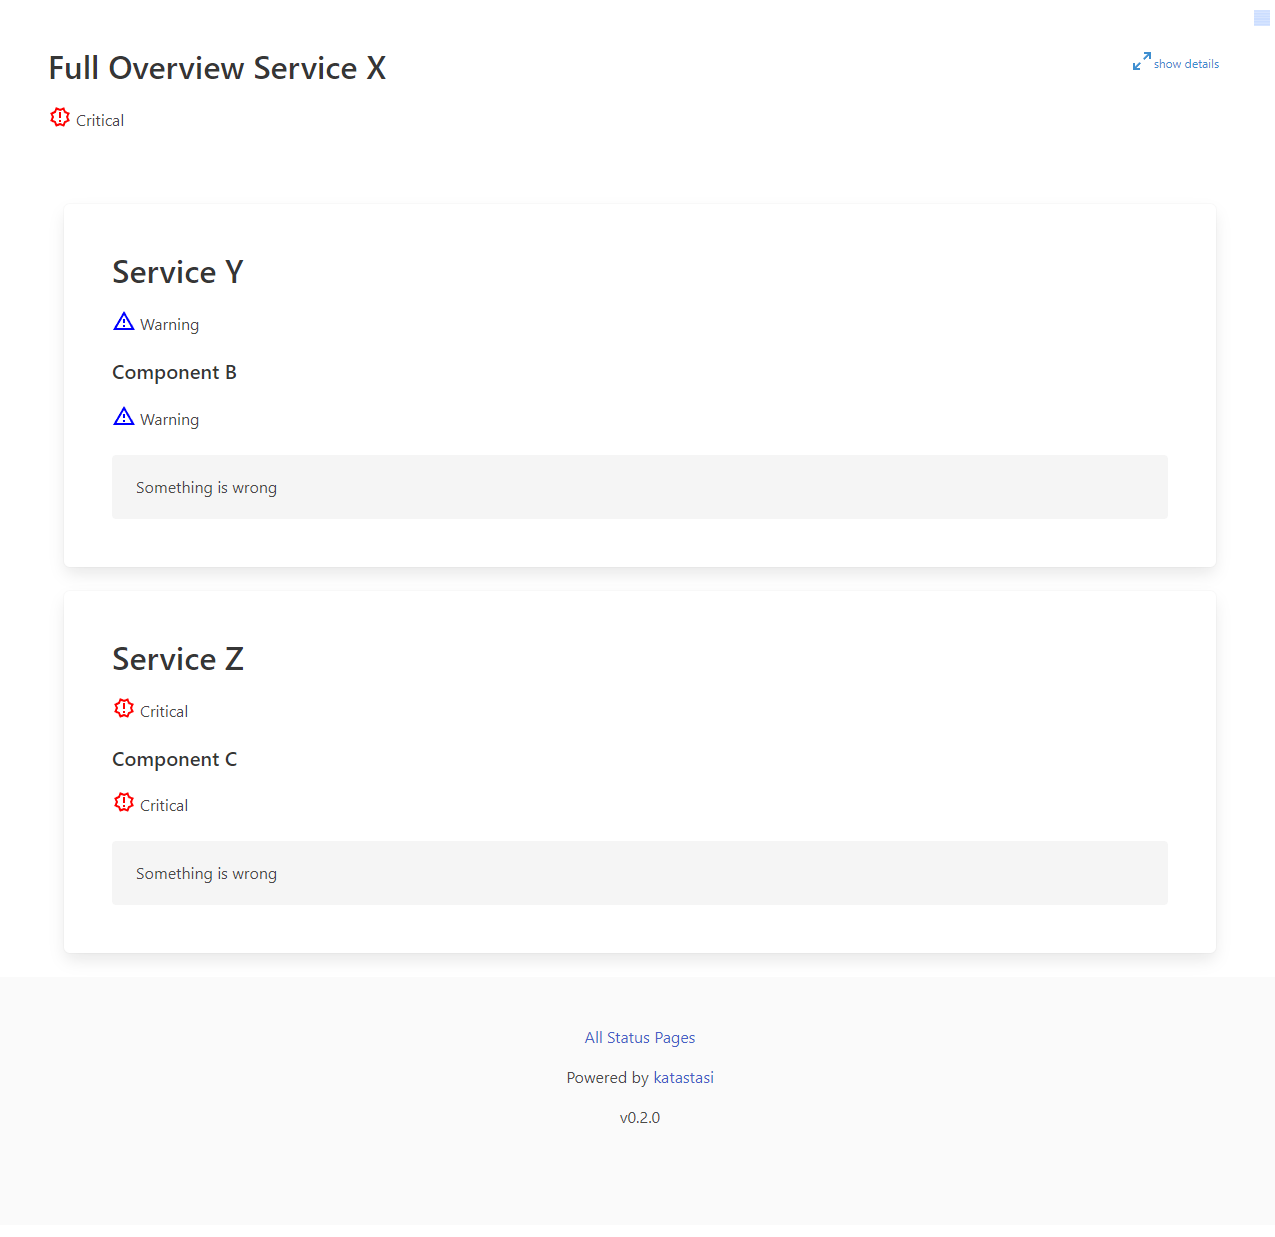 Full Overview Service X
show details
Critical
Service Y
Warning
Component B
Warning
Something is wrong
Service Z
Critical
Component C
Critical
Something is wrong
All Status Pages
Powered by katastasi
v0.2.0